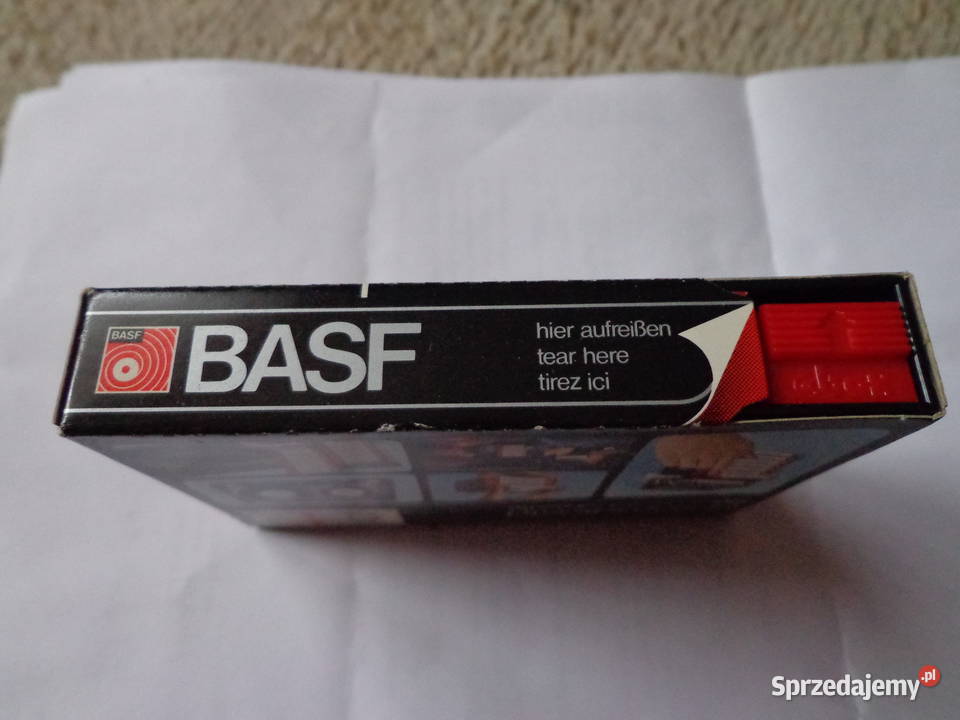 BASF
BASF
hier aufreißen
tear here
tirez ici
Sprzedajemy.pl